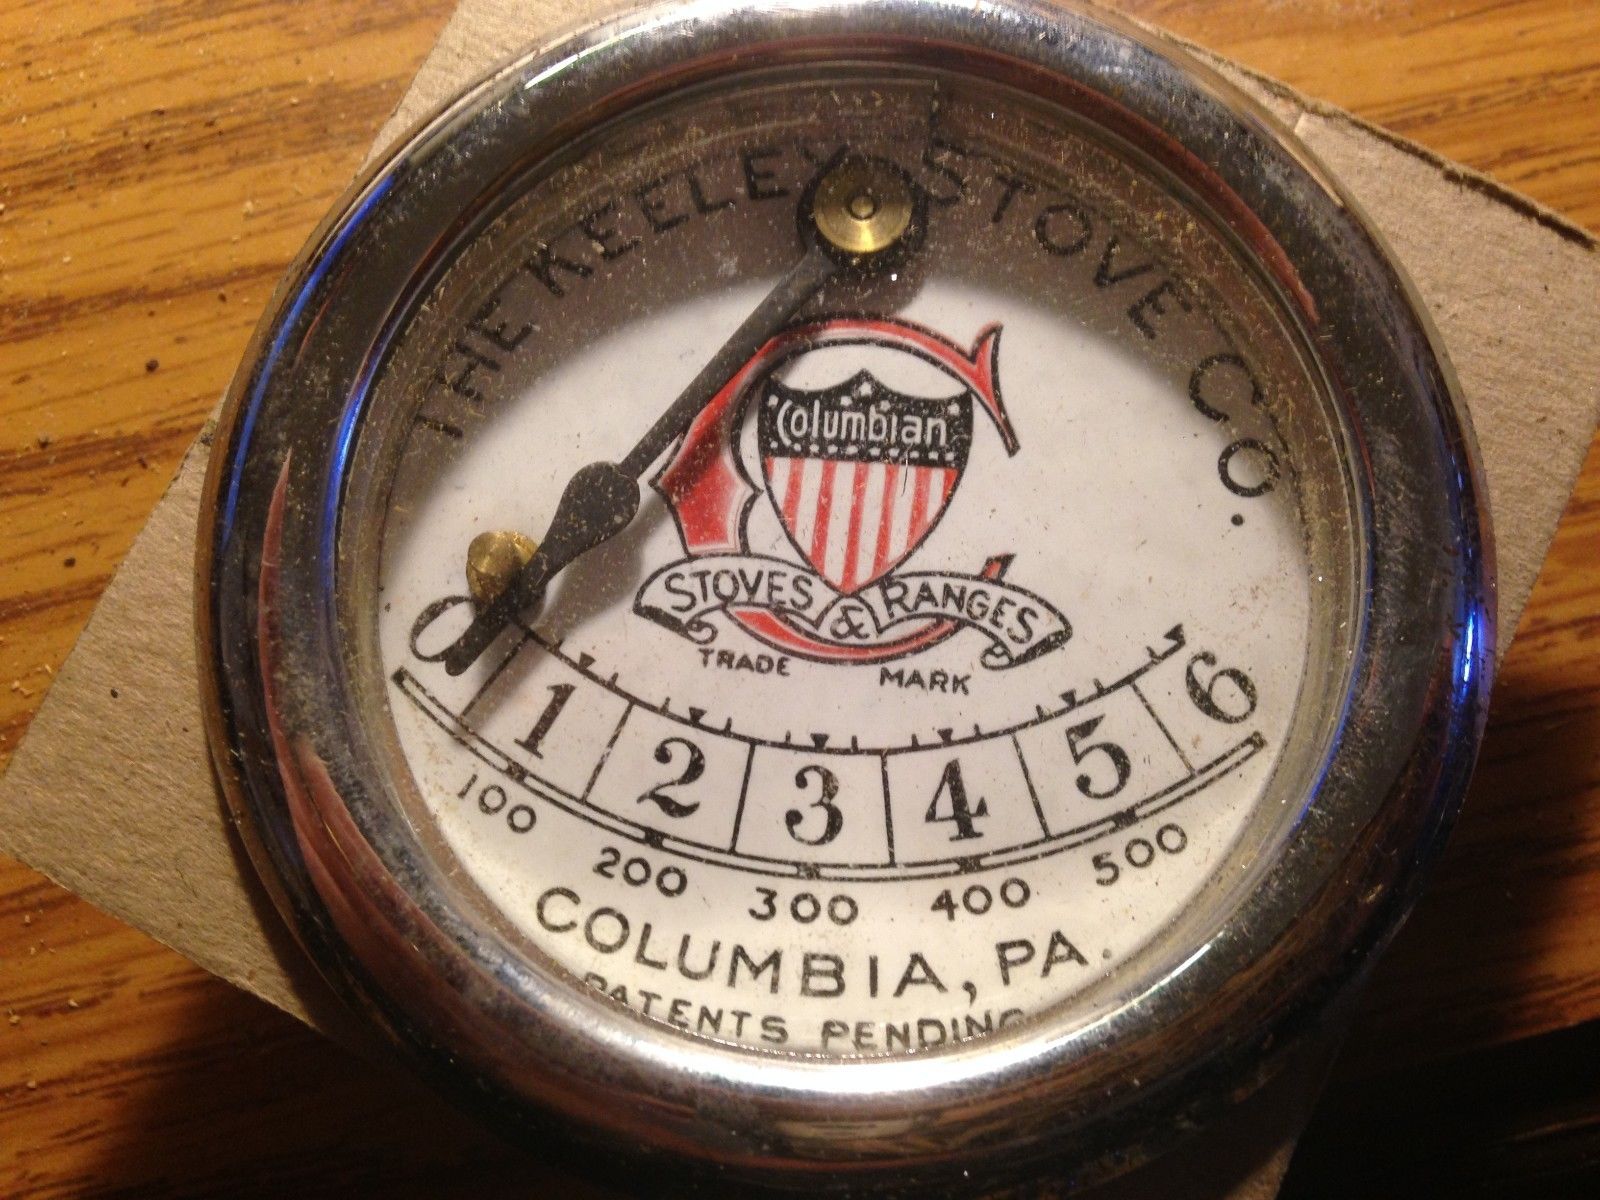 THE KEELEY STOVE CO.
Columbian
STOVES & RANGES
TRADE MARK
0 1 2 3 4 5 6
100 200 300 400 500
COLUMBIA, PA.
PATENTS PENDING